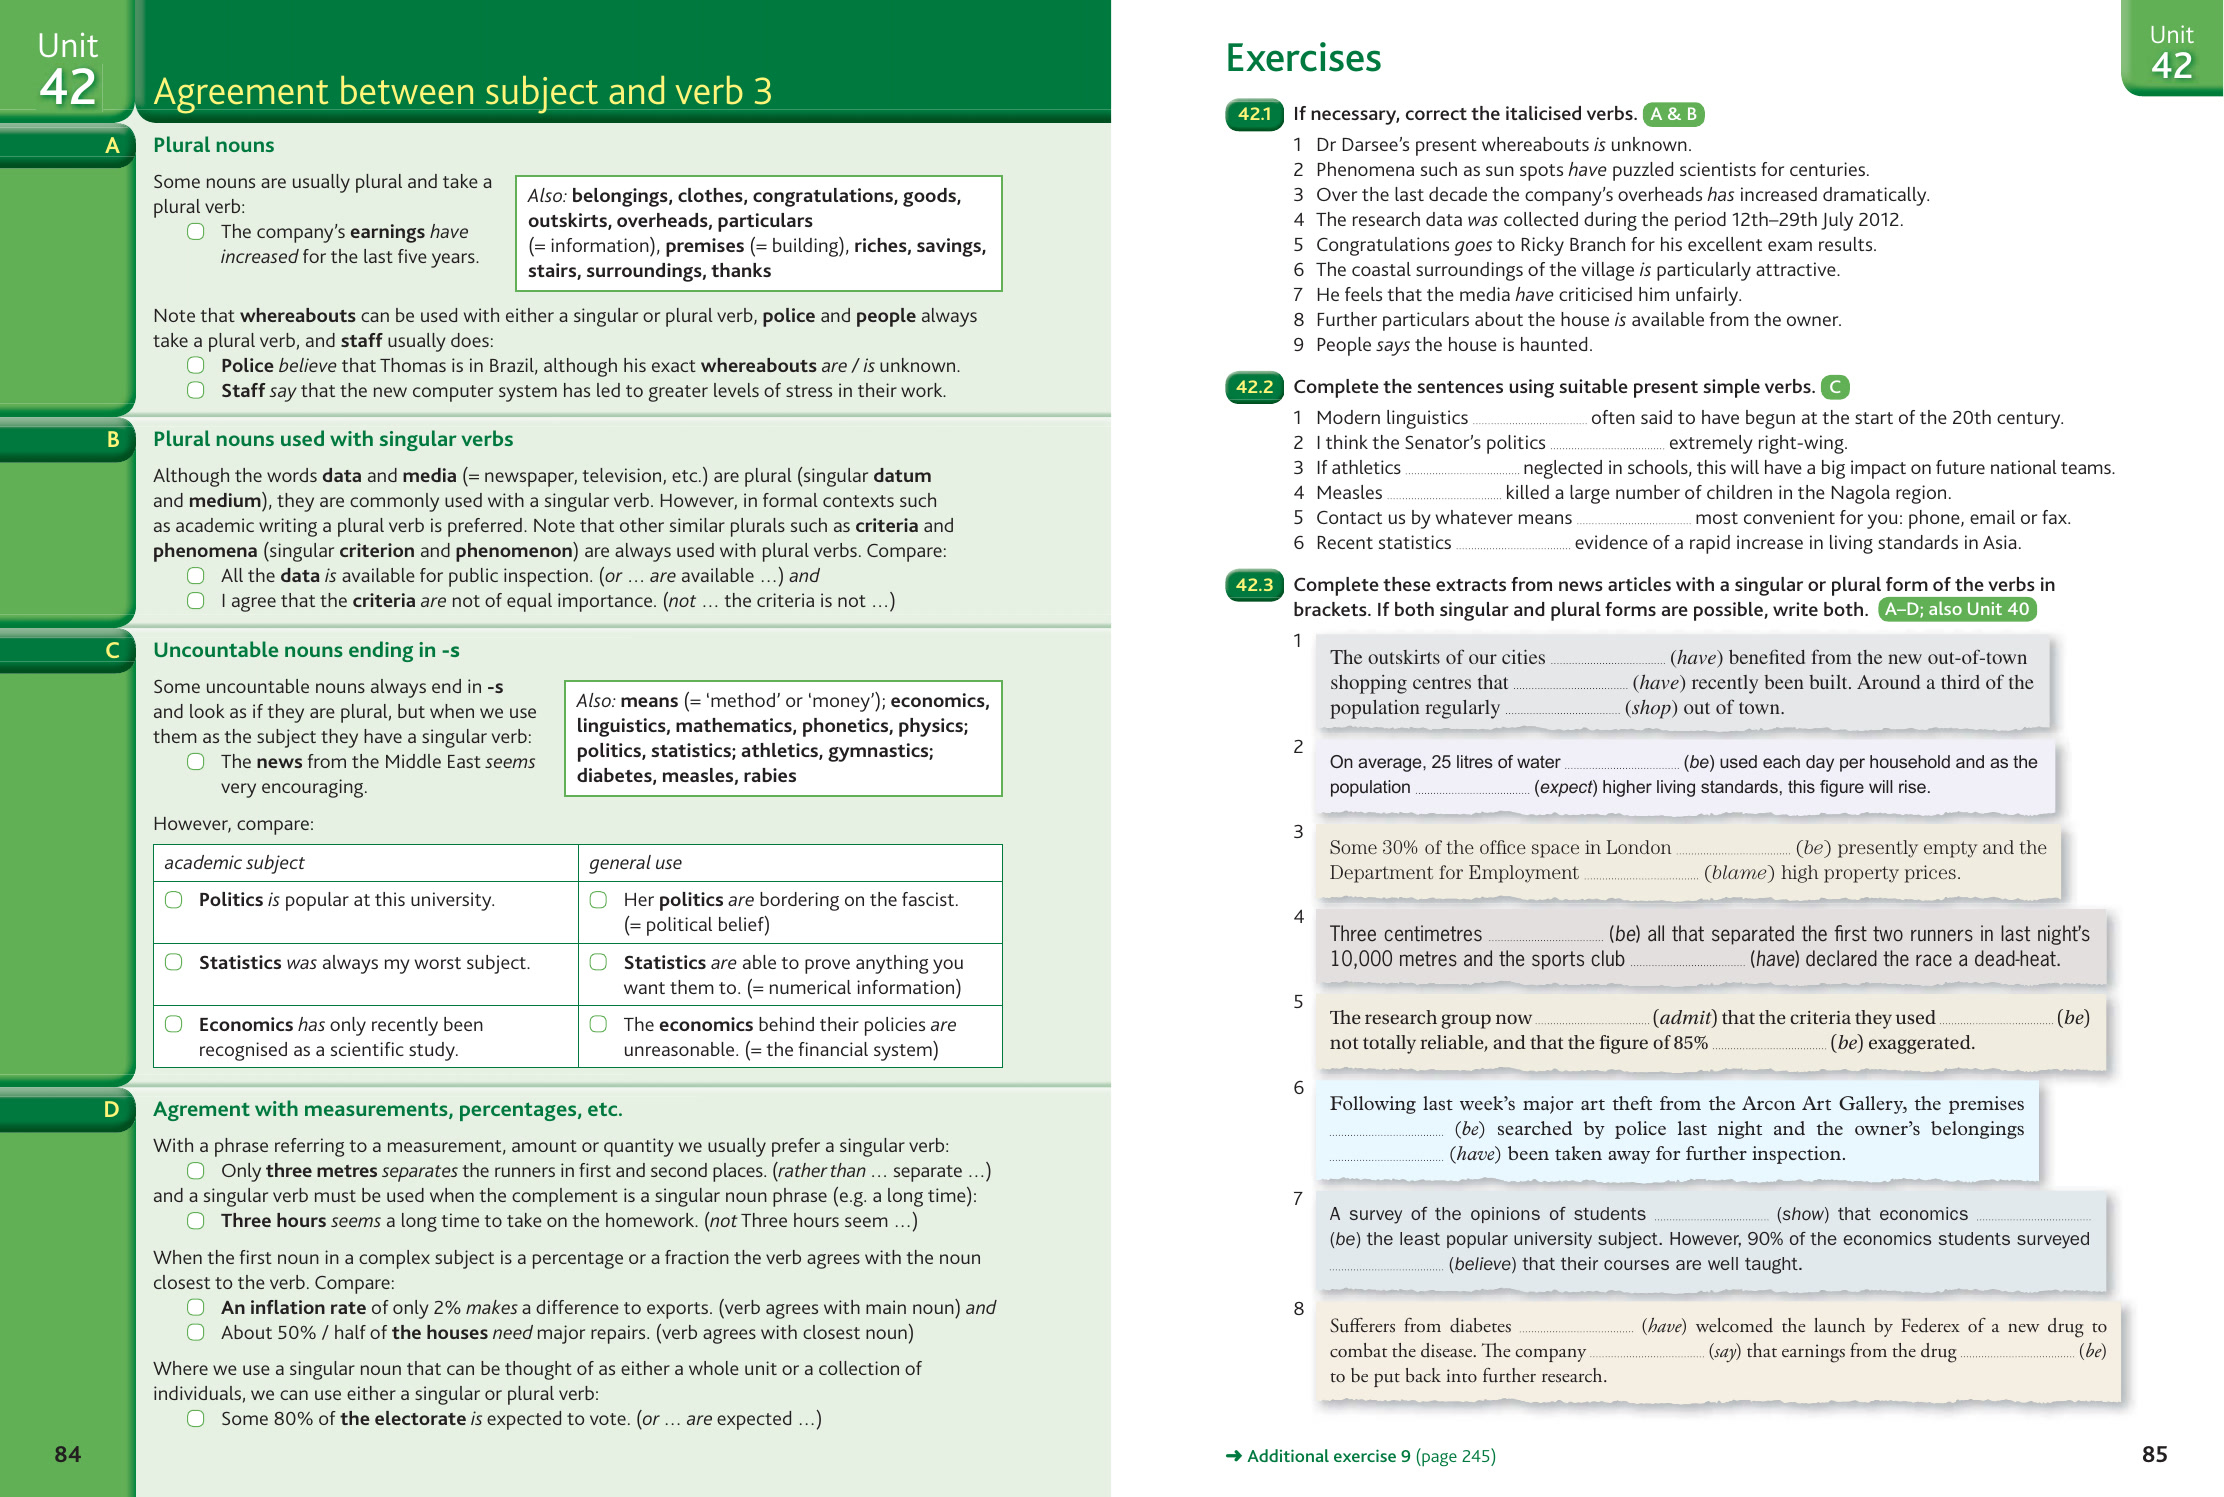 Unit
42
Agreement between subject and verb 3
A
Plural nouns
Some nouns are usually plural and take a
plural verb:
The company's earnings have
increased for the last five years.
Also: belongings, clothes, congratulations, goods,
outskirts, overheads, particulars
(= information), premises (= building), riches, savings,
stairs, surroundings, thanks
Note that whereabouts can be used with either a singular or plural verb, police and people always
take a plural verb, and staff usually does:
Police believe that Thomas is in Brazil, although his exact whereabouts are / is unknown.
Staff say that the new computer system has led to greater levels of stress in their work.
B
Plural nouns used with singular verbs
Although the words data and media (= newspaper, television, etc.) are plural (singular datum
and medium), they are commonly used with a singular verb. However, in formal contexts such
as academic writing a plural verb is preferred. Note that other similar plurals such as criteria and
phenomena (singular criterion and phenomenon) are always used with plural verbs. Compare:
All the data is available for public inspection. (or … are available …) and
I agree that the criteria are not of equal importance. (not … the criteria is not …)
C
Uncountable nouns ending in -s
Some uncountable nouns always end in -s
and look as if they are plural, but when we use
them as the subject they have a singular verb:
The news from the Middle East seems
very encouraging.
Also: means (= 'method' or 'money'); economics,
linguistics, mathematics, phonetics, physics;
politics, statistics; athletics, gymnastics;
diabetes, measles, rabies
However, compare:
academic subject
general use
Politics is popular at this university.
Her politics are bordering on the fascist.
(= political belief)
Statistics was always my worst subject.
Statistics are able to prove anything you
want them to. (= numerical information)
Economics has only recently been
recognised as a scientific study.
The economics behind their policies are
unreasonable. (= the financial system)
D
Agrement with measurements, percentages, etc.
With a phrase referring to a measurement, amount or quantity we usually prefer a singular verb:
Only three metres separates the runners in first and second places. (rather than … separate …)
and a singular verb must be used when the complement is a singular noun phrase (e.g. a long time):
Three hours seems a long time to take on the homework. (not Three hours seem …)
When the first noun in a complex subject is a percentage or a fraction the verb agrees with the noun
closest to the verb. Compare:
An inflation rate of only 2% makes a difference to exports. (verb agrees with main noun) and
About 50% / half of the houses need major repairs. (verb agrees with closest noun)
Where we use a singular noun that can be thought of as either a whole unit or a collection of
individuals, we can use either a singular or plural verb:
Some 80% of the electorate is expected to vote. (or … are expected …)
84
Exercises
Unit
42
42.1 If necessary, correct the italicised verbs. A & B
1 Dr Darsee's present whereabouts is unknown.
2 Phenomena such as sun spots have puzzled scientists for centuries.
3 Over the last decade the company's overheads has increased dramatically.
4 The research data was collected during the period 12th–29th July 2012.
5 Congratulations goes to Ricky Branch for his excellent exam results.
6 The coastal surroundings of the village is particularly attractive.
7 He feels that the media have criticised him unfairly.
8 Further particulars about the house is available from the owner.
9 People says the house is haunted.
42.2 Complete the sentences using suitable present simple verbs. C
1 Modern linguistics .................... often said to have begun at the start of the 20th century.
2 I think the Senator's politics .................... extremely right-wing.
3 If athletics .................... neglected in schools, this will have a big impact on future national teams.
4 Measles .................... killed a large number of children in the Nagola region.
5 Contact us by whatever means .................... most convenient for you: phone, email or fax.
6 Recent statistics .................... evidence of a rapid increase in living standards in Asia.
42.3 Complete these extracts from news articles with a singular or plural form of the verbs in
brackets. If both singular and plural forms are possible, write both. A–D; also Unit 40
1
The outskirts of our cities .................... (have) benefited from the new out-of-town
shopping centres that .................... (have) recently been built. Around a third of the
population regularly .................... (shop) out of town.
2
On average, 25 litres of water .................... (be) used each day per household and as the
population .................... (expect) higher living standards, this figure will rise.
3
Some 30% of the office space in London .................... (be) presently empty and the
Department for Employment .................... (blame) high property prices.
4
Three centimetres .................... (be) all that separated the first two runners in last night's
10,000 metres and the sports club .................... (have) declared the race a dead-heat.
5
The research group now .................... (admit) that the criteria they used .................... (be)
not totally reliable, and that the figure of 85% .................... (be) exaggerated.
6
Following last week's major art theft from the Arcon Art Gallery, the premises
.................... (be) searched by police last night and the owner's belongings
.................... (have) been taken away for further inspection.
7
A survey of the opinions of students .................... (show) that economics ....................
(be) the least popular university subject. However, 90% of the economics students surveyed
.................... (believe) that their courses are well taught.
8
Sufferers from diabetes .................... (have) welcomed the launch by Federex of a new drug to
combat the disease. The company .................... (say) that earnings from the drug .................... (be)
to be put back into further research.
➜ Additional exercise 9 (page 245)
85